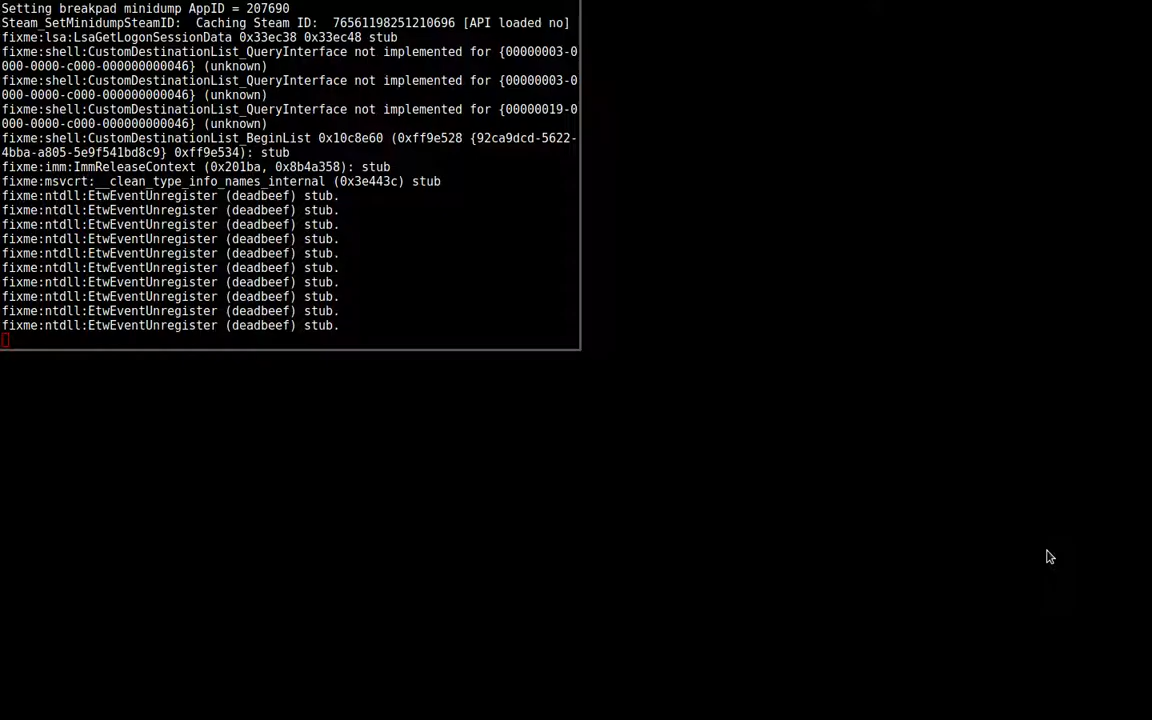 Setting breakpad minidump AppID = 207690
Steam_SetMinidumpSteamID:  Caching Steam ID:  76561198251210696 [API loaded no]
fixme:lsa:LsaGetLogonSessionData 0x33ec38 0x33ec48 stub
fixme:shell:CustomDestinationList_QueryInterface not implemented for {00000003-0
000-0000-c000-000000000046} (unknown)
fixme:shell:CustomDestinationList_QueryInterface not implemented for {00000003-0
000-0000-c000-000000000046} (unknown)
fixme:shell:CustomDestinationList_QueryInterface not implemented for {00000019-0
000-0000-c000-000000000046} (unknown)
fixme:shell:CustomDestinationList_BeginList 0x10c8e60 (0xff9e528 {92ca9dcd-5622-
4bba-a805-5e9f541bd8c9} 0xff9e534): stub
fixme:imm:ImmReleaseContext (0x201ba, 0x8b4a358): stub
fixme:msvcrt:__clean_type_info_names_internal (0x3e443c) stub
fixme:ntdll:EtwEventUnregister (deadbeef) stub.
fixme:ntdll:EtwEventUnregister (deadbeef) stub.
fixme:ntdll:EtwEventUnregister (deadbeef) stub.
fixme:ntdll:EtwEventUnregister (deadbeef) stub.
fixme:ntdll:EtwEventUnregister (deadbeef) stub.
fixme:ntdll:EtwEventUnregister (deadbeef) stub.
fixme:ntdll:EtwEventUnregister (deadbeef) stub.
fixme:ntdll:EtwEventUnregister (deadbeef) stub.
fixme:ntdll:EtwEventUnregister (deadbeef) stub.
fixme:ntdll:EtwEventUnregister (deadbeef) stub.